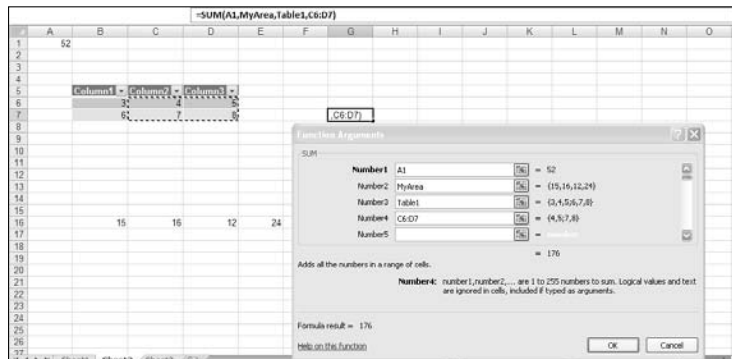 =SUM(A1,MyArea,Table1,C6:D7)
A B C D E F G H I J K L M N O
1 52
2
3
4
5 Column1 Column2 Column3
6 3 4 5
7 6 7 8 ,C6:D7)
8
9 Function Arguments
10 SUM
11 Number1 A1 = 52
12
13 Number2 MyArea = {15,16,12,24}
14 Number3 Table1 = {3,4,5;6,7,8}
15 Number4 C6:D7 = {4,5;7,8}
16 15 16 12 24
17 Number5 =
18
19 = 176
20 Adds all the numbers in a range of cells.
21 Number4: number1,number2,... are 1 to 255 numbers to sum. Logical values and text
22 are ignored in cells, included if typed as arguments.
23
24
25 Formula result = 176
26 Help on this function OK Cancel
27